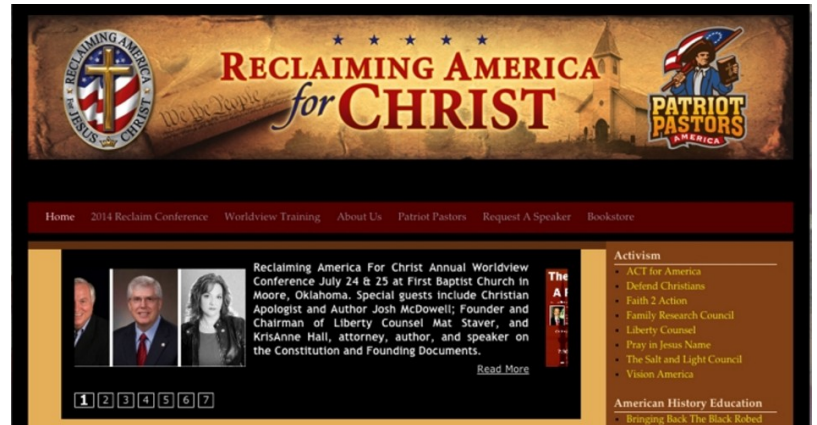 RECLAIMING AMERICA
FOR JESUS CHRIST
We the People
RECLAIMING AMERICA
for CHRIST
PATRIOT
PASTORS
AMERICA
Home 2014 Reclaim Conference Worldview Training About Us Patriot Pastors Request A Speaker Bookstore
Reclaiming America For Christ Annual Worldview
Conference July 24 & 25 at First Baptist Church in
Moore, Oklahoma. Special guests include Christian
Apologist and Author Josh McDowell; Founder and
Chairman of Liberty Counsel Mat Staver, and
KrisAnne Hall, attorney, author, and speaker on
the Constitution and Founding Documents.
Read More
1 2 3 4 5 6 7
The
Activism
ACT for America
Defend Christians
Faith 2 Action
Family Research Council
Liberty Counsel
Pray in Jesus Name
The Salt and Light Council
Vision America
American History Education
Bringing Back The Black Robed